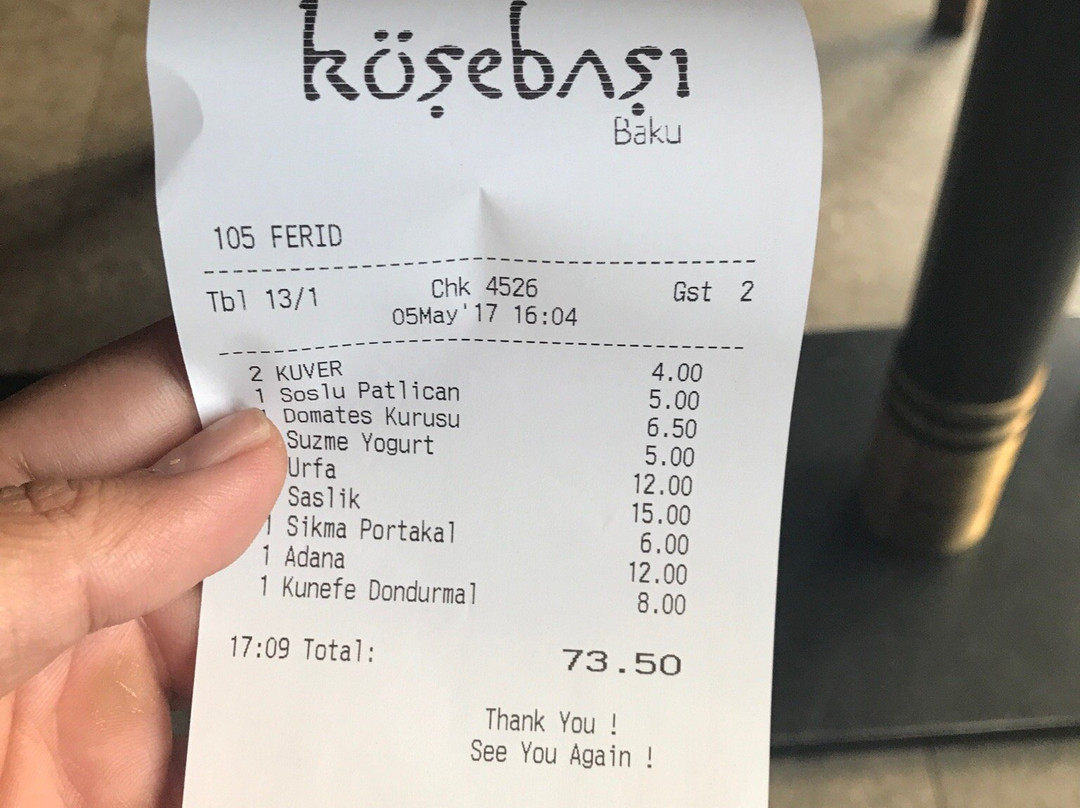 köşebaşı
Baku
105 FERID
Tbl 13/1 Chk 4526 Gst 2
05May'17 16:04
2 KUVER 4.00
1 Soslu Patlican 5.00
1 Domates Kurusu 6.50
Suzme Yogurt 5.00
Urfa 12.00
Saslik 15.00
1 Sikma Portakal 6.00
1 Adana 12.00
1 Kunefe Dondurmal 8.00
17:09 Total: 73.50
Thank You !
See You Again !